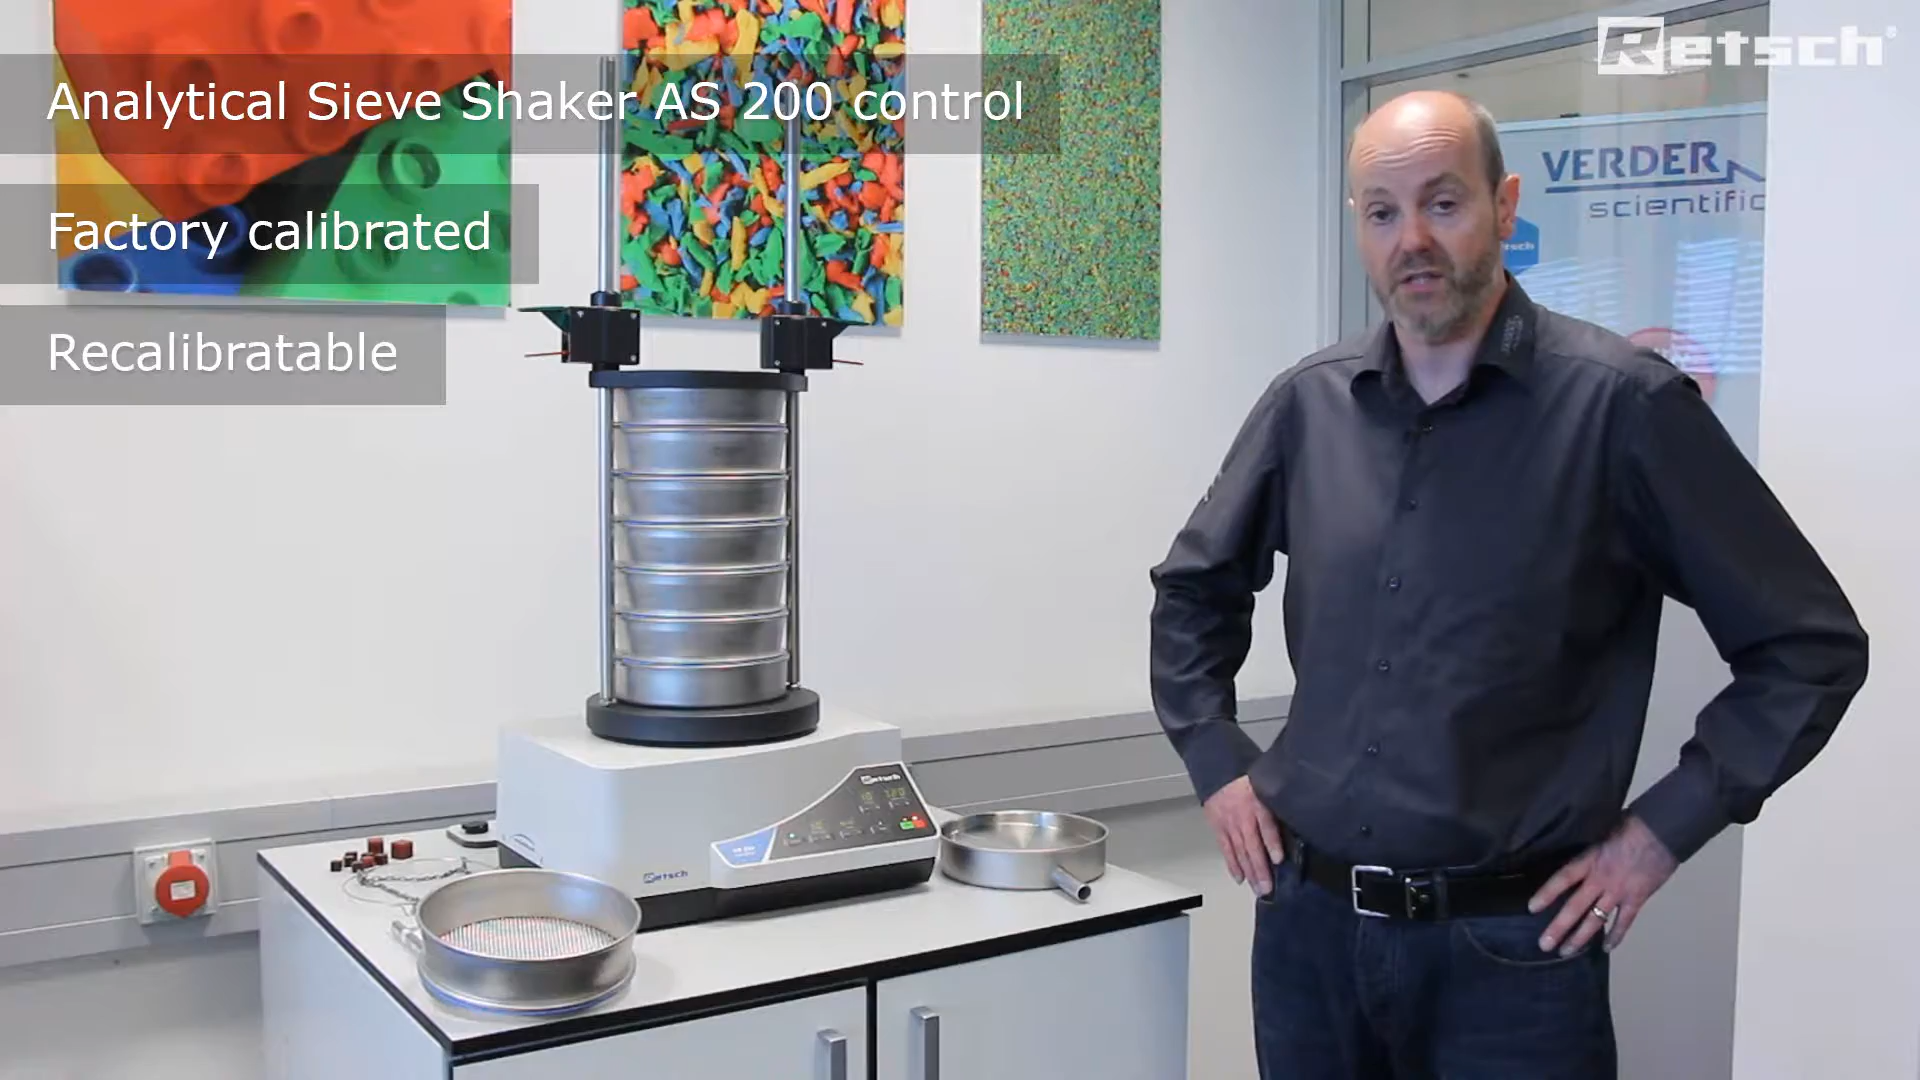 Analytical Sieve Shaker AS 200 control
Factory calibrated
Recalibratable
Retsch®
VERDER
scientific
Retsch
Retsch